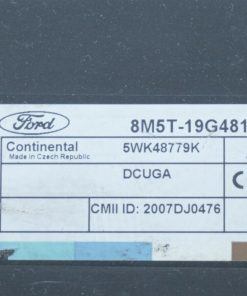 Ford
8M5T-19G481
Continental
5WK48779K
Made in Czech Republic
DCUGA
CMII ID: 2007DJ0476